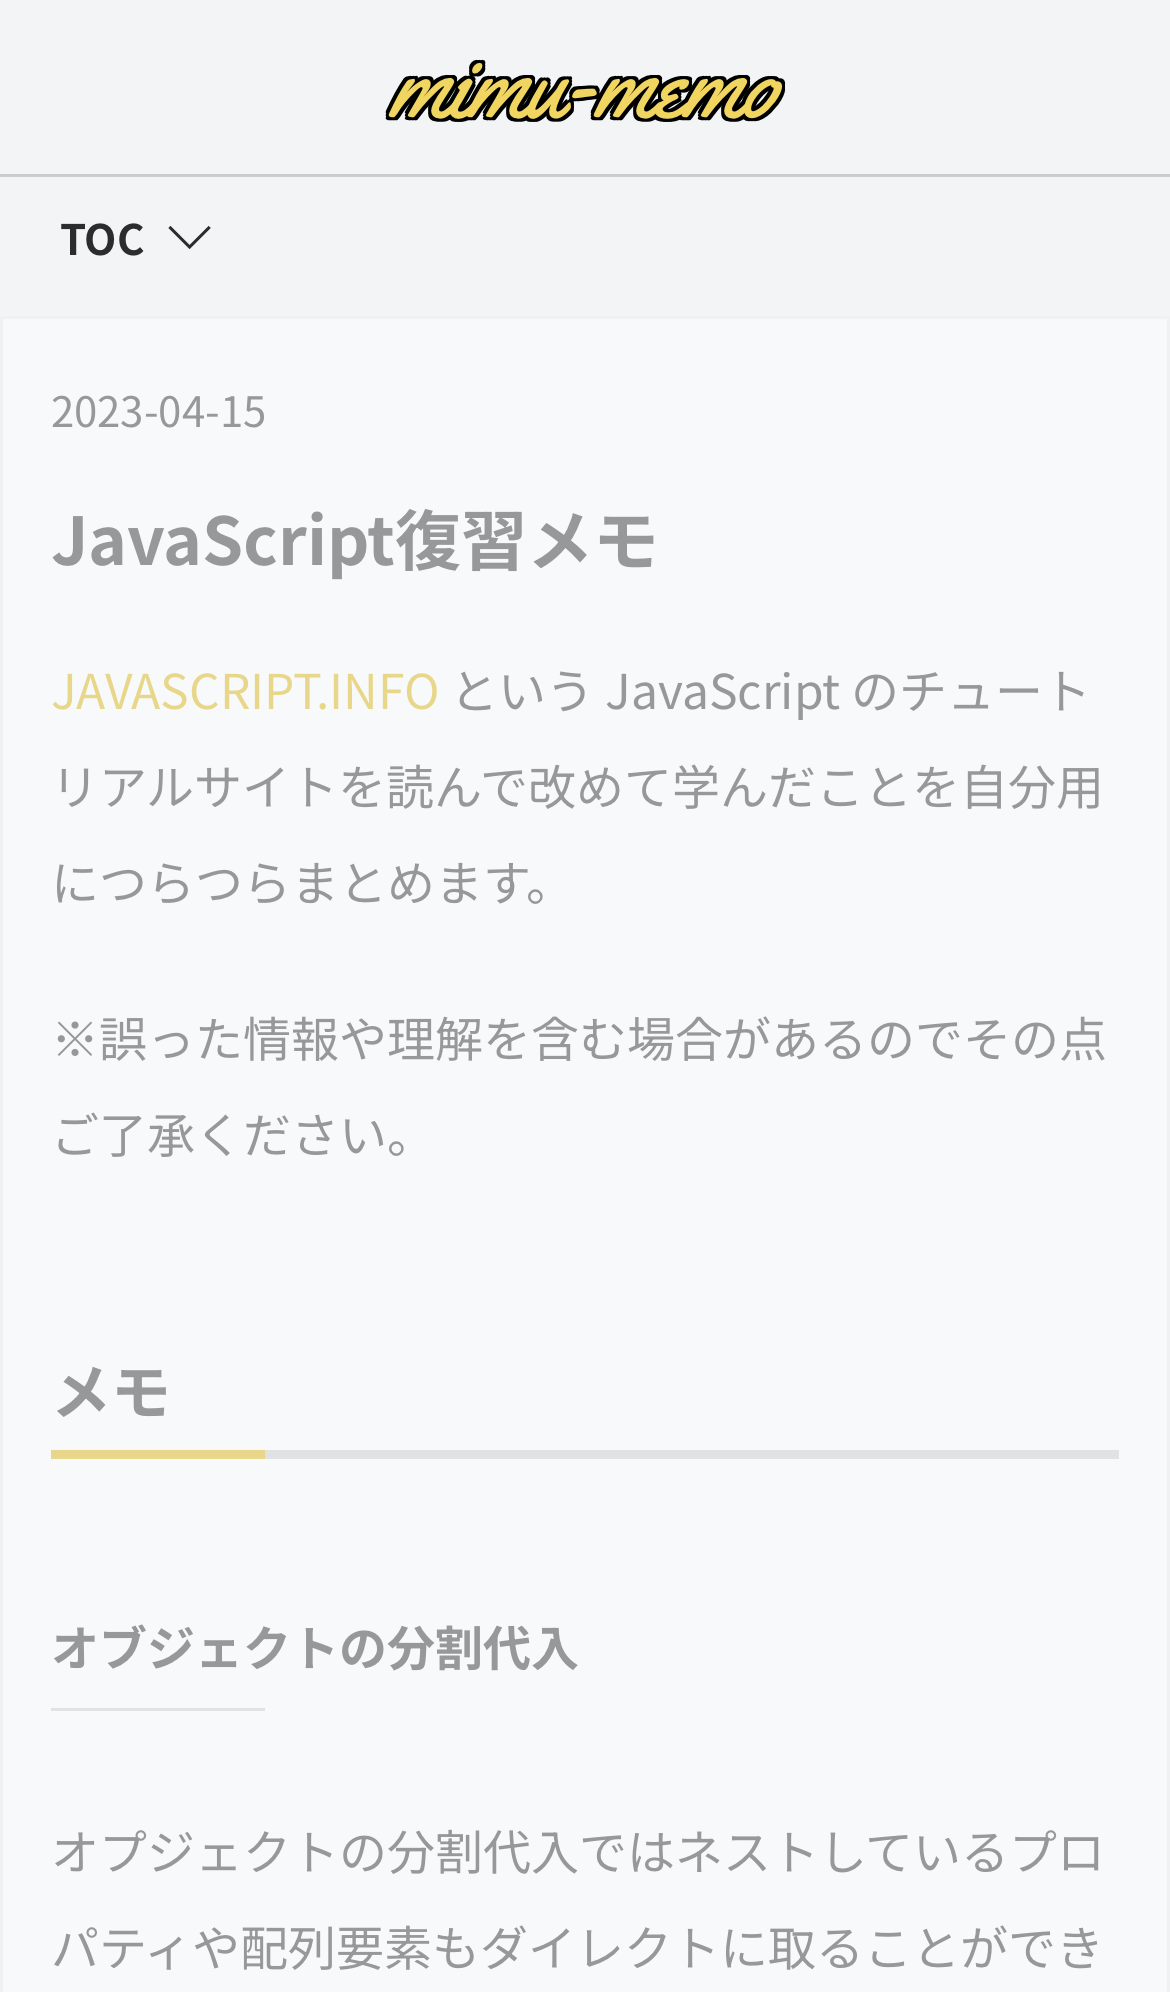 mimu-memo
TOC
2023-04-15
JavaScript復習メモ
JAVASCRIPT.INFO という JavaScript のチュート
リアルサイトを読んで改めて学んだことを自分用
につらつらまとめます。
※誤った情報や理解を含む場合があるのでその点
ご了承ください。
メモ
オブジェクトの分割代入
オプジェクトの分割代入ではネストしているプロ
パティや配列要素もダイレクトに取ることができ